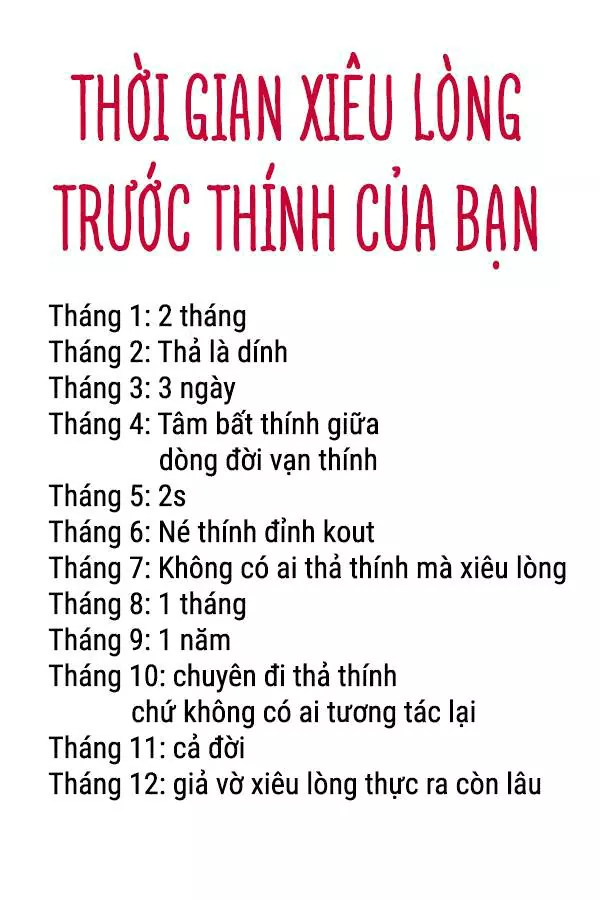 THỜI GIAN XIÊU LÒNG
TRƯỚC THÍNH CỦA BẠN
Tháng 1: 2 tháng
Tháng 2: Thả là dính
Tháng 3: 3 ngày
Tháng 4: Tâm bất thính giữa
dòng đời vạn thính
Tháng 5: 2s
Tháng 6: Né thính đỉnh kout
Tháng 7: Không có ai thả thính mà xiêu lòng
Tháng 8: 1 tháng
Tháng 9: 1 năm
Tháng 10: chuyên đi thả thính
chứ không có ai tương tác lại
Tháng 11: cả đời
Tháng 12: giả vờ xiêu lòng thực ra còn lâu